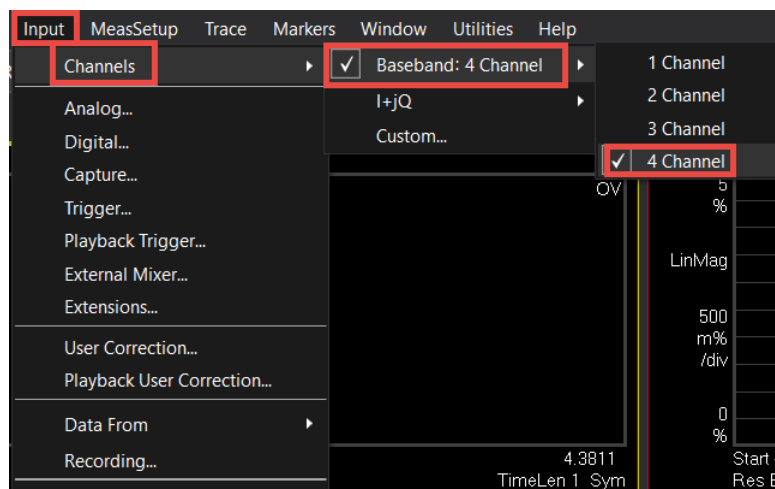 Input MeasSetup Trace Markers Window Utilities Help
Channels
Baseband: 4 Channel
1 Channel
I+jQ
2 Channel
Custom...
3 Channel
4 Channel
Analog...
Digital...
Capture...
Trigger...
Playback Trigger...
External Mixer...
Extensions...
User Correction...
Playback User Correction...
Data From
Recording...
OV
4.3811
TimeLen 1 Sym
5
%
LinMag
500
m%
/div
0
%
Start
Res